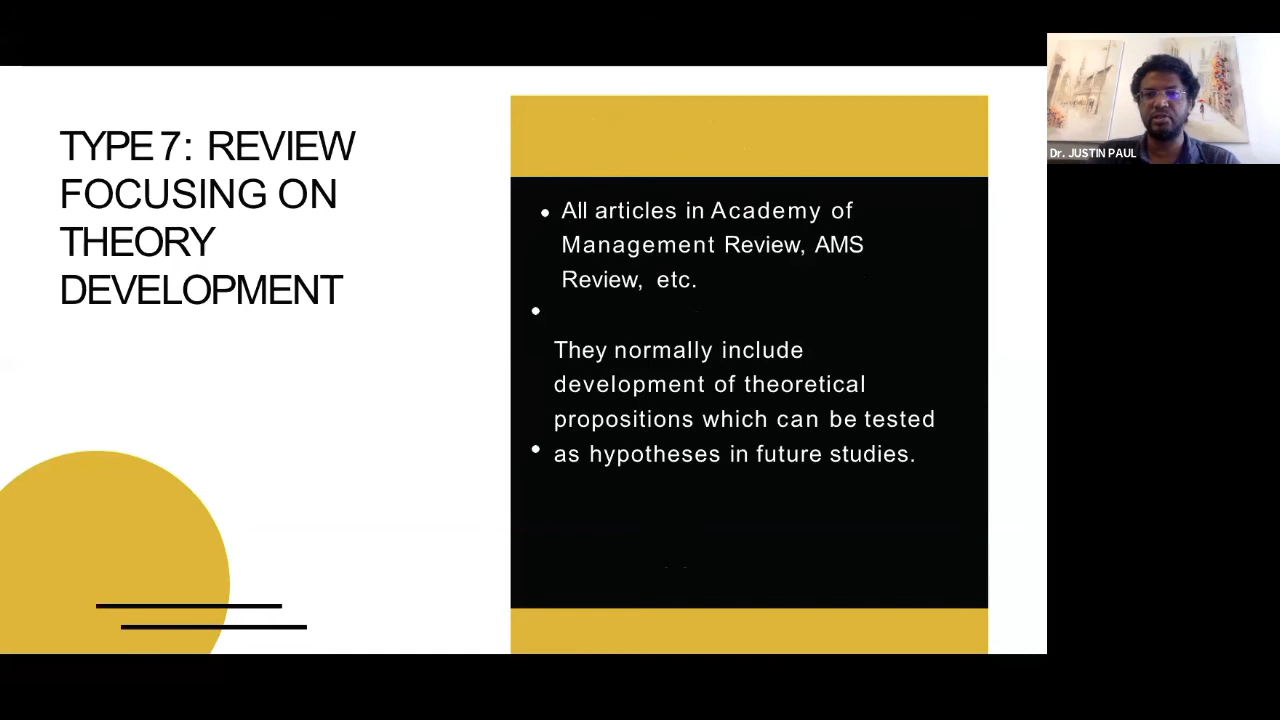 TYPE 7: REVIEW
FOCUSING ON
THEORY
DEVELOPMENT
• All articles in Academy of
Management Review, AMS
Review, etc.
•
They normally include
development of theoretical
propositions which can be tested
• as hypotheses in future studies.
Dr. JUSTIN PAUL